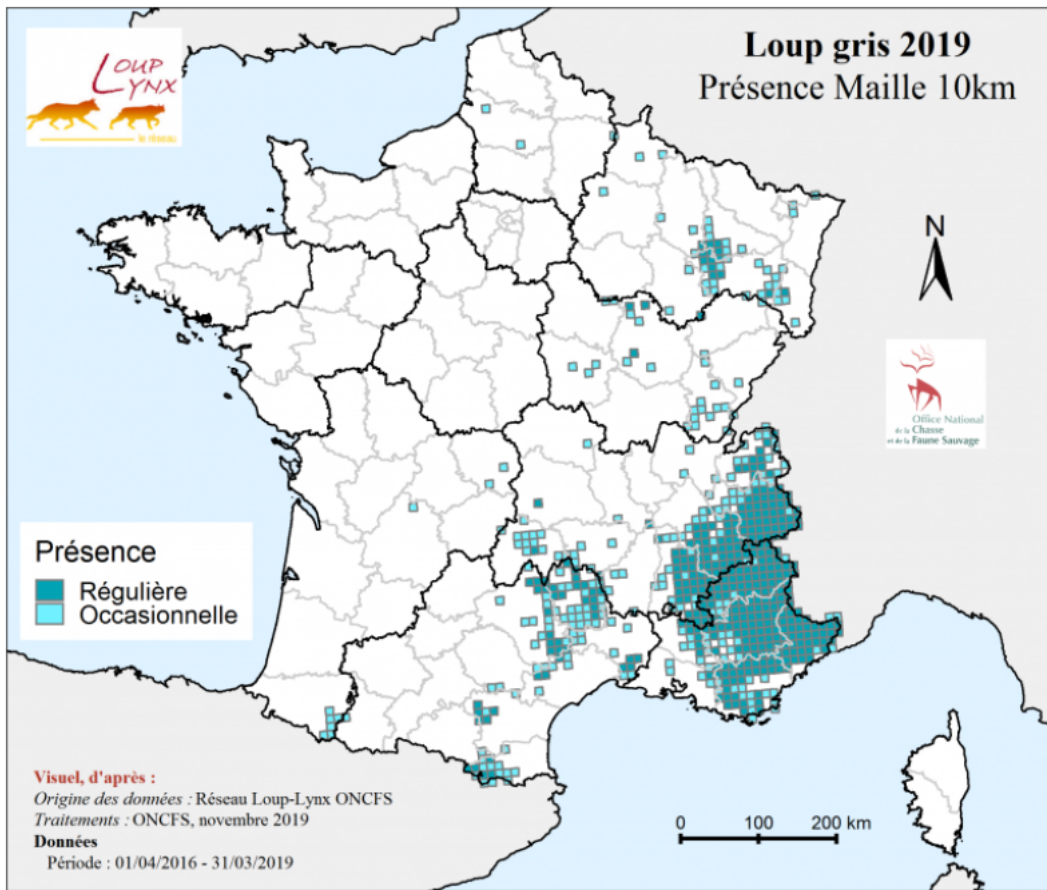 LOUP
LYNX
le réseau
Loup gris 2019
Présence Maille 10km
N
Office National
de la Chasse
et de la Faune Sauvage
Présence
Régulière
Occasionnelle
Visuel, d'après :
Origine des données : Réseau Loup-Lynx ONCFS
Traitements : ONCFS, novembre 2019
Données
Période : 01/04/2016 - 31/03/2019
0 100 200 km